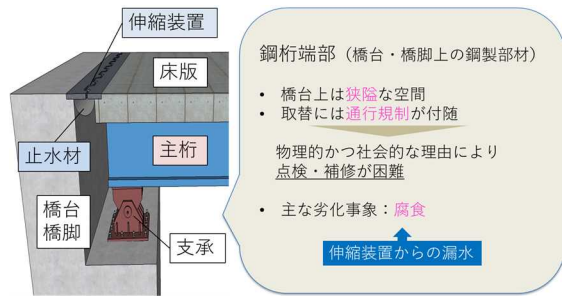 伸縮装置
床版
止水材
主桁
橋台
橋脚
支承
鋼桁端部（橋台・橋脚上の鋼製部材）
• 橋台上は狭隘な空間
• 取替には通行規制が付随
物理的かつ社会的な理由により
点検・補修が困難
• 主な劣化事象：腐食
伸縮装置からの漏水